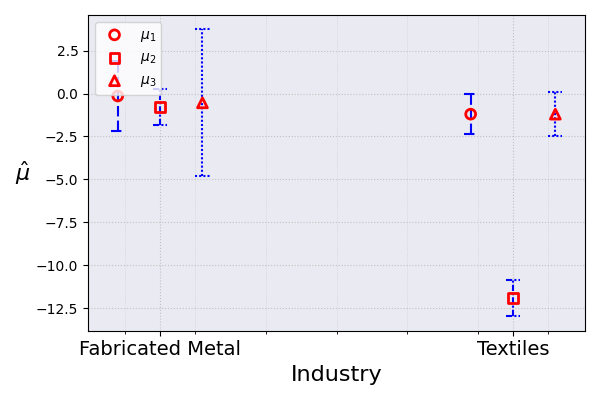 μ₁
μ₂
μ₃
2.5
0.0
−2.5
−5.0
−7.5
−10.0
−12.5
μ̂
Fabricated Metal
Textiles
Industry